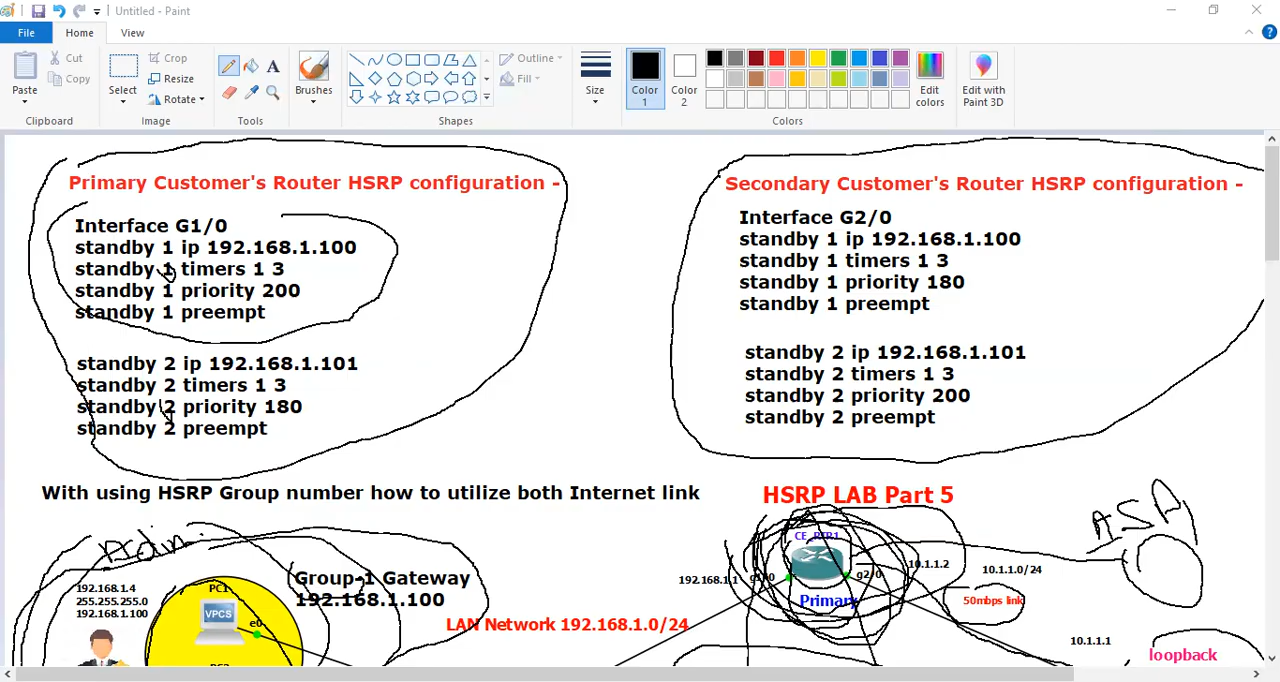 Untitled - Paint
File
Home
View
Paste
Cut
Copy
Clipboard
Select
Crop
Resize
Rotate
Image
Tools
Brushes
Shapes
Outline
Fill
Size
Color 1
Color 2
Edit colors
Colors
Edit with Paint 3D
Primary Customer's Router HSRP configuration -
Interface G1/0
standby 1 ip 192.168.1.100
standby 1 timers 1 3
standby 1 priority 200
standby 1 preempt
standby 2 ip 192.168.1.101
standby 2 timers 1 3
standby 2 priority 180
standby 2 preempt
Secondary Customer's Router HSRP configuration -
Interface G2/0
standby 1 ip 192.168.1.100
standby 1 timers 1 3
standby 1 priority 180
standby 1 preempt
standby 2 ip 192.168.1.101
standby 2 timers 1 3
standby 2 priority 200
standby 2 preempt
With using HSRP Group number how to utilize both Internet link
HSRP LAB Part 5
192.168.1.4
255.255.255.0
192.168.1.100
PC1
VPCS
e0
Group-1 Gateway
192.168.1.100
LAN Network 192.168.1.0/24
CE_RTR1
192.168.1.1
g2/0
10.1.1.2
Primary
10.1.1.0/24
50mbps link
10.1.1.1
loopback